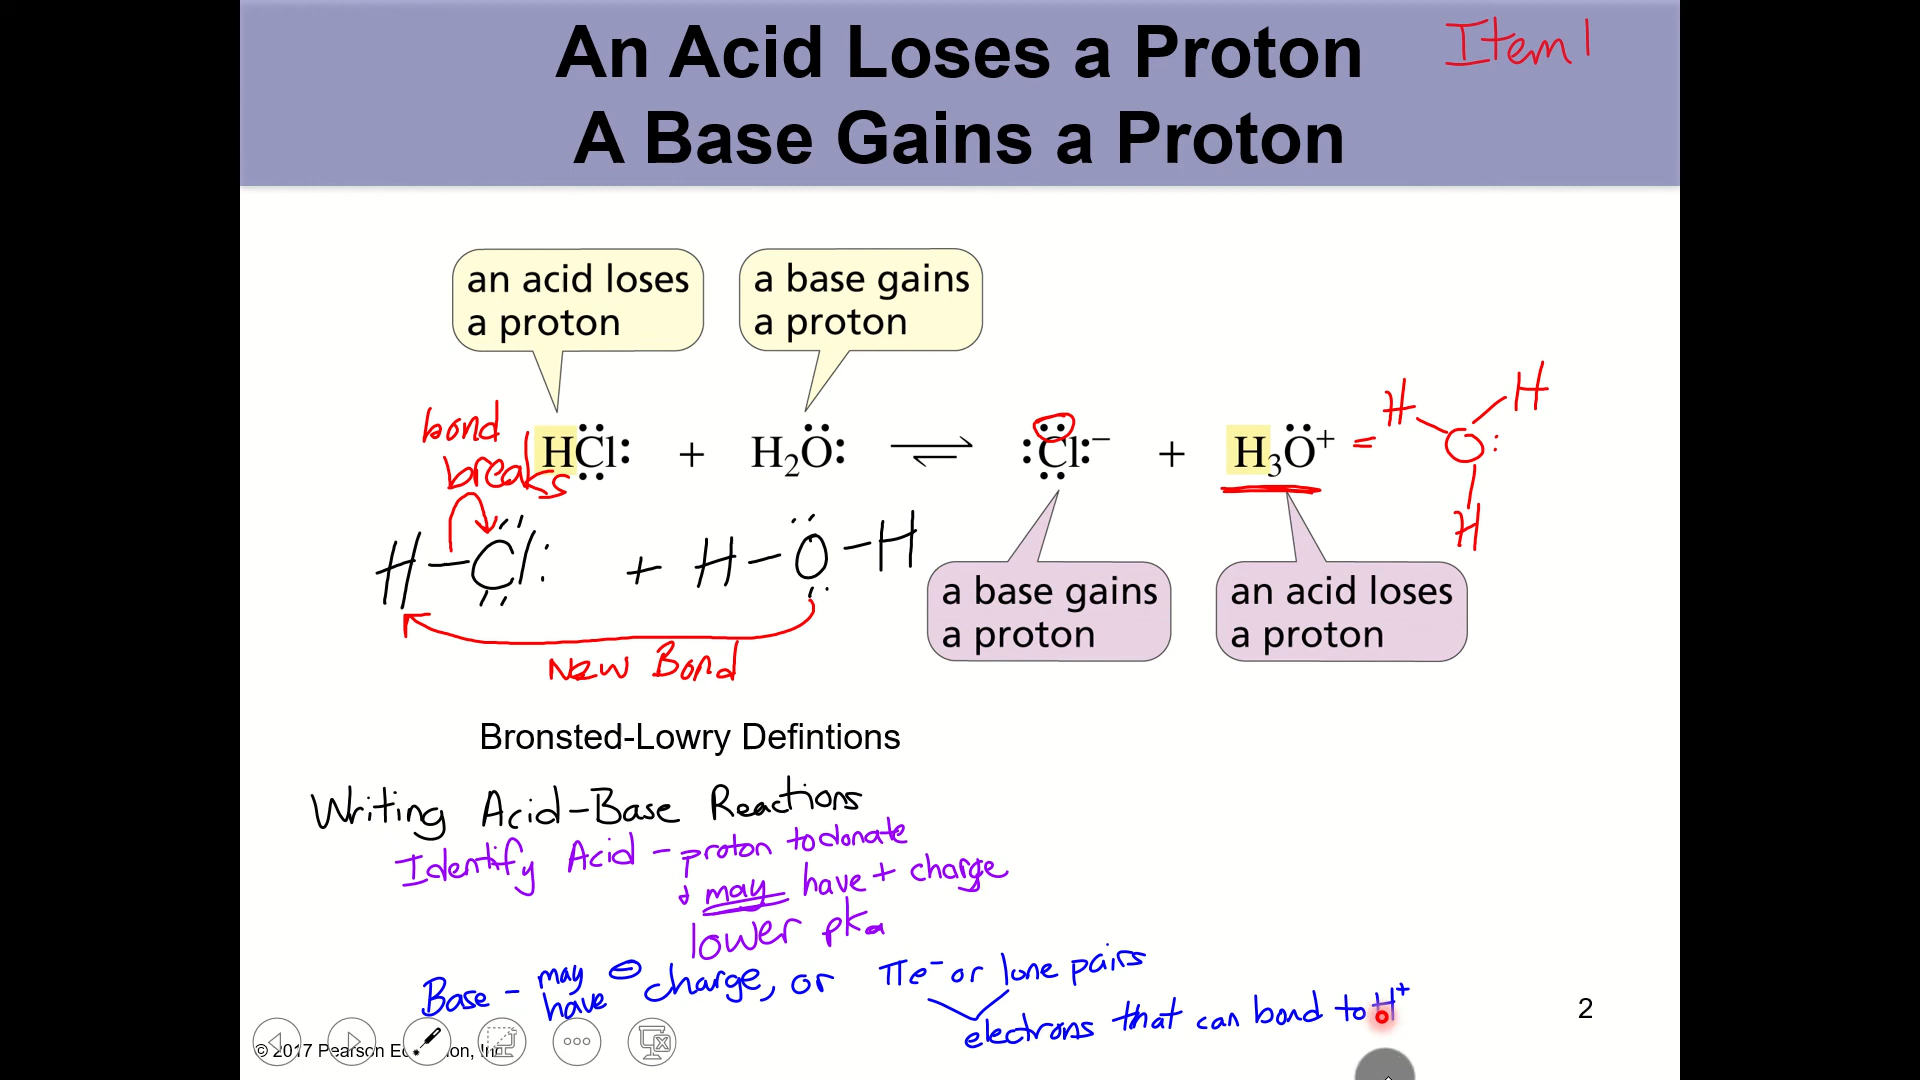 An Acid Loses a Proton
Item 1
A Base Gains a Proton
an acid loses
a proton
a base gains
a proton
bond
breaks
HCl: + H₂O: ⇌ :Cl:⁻ + H₃O⁺ =
H H
O:
H
H-Cl: + H-O-H
New Bond
a base gains
a proton
an acid loses
a proton
Bronsted-Lowry Defintions
Writing Acid-Base Reactions
Identify Acid - proton to donate
↓ may have + charge
lower pka
Base - may have ⊖ charge, or πe⁻ or lone pairs
electrons that can bond to H⁺
2
© 2017 Pearson